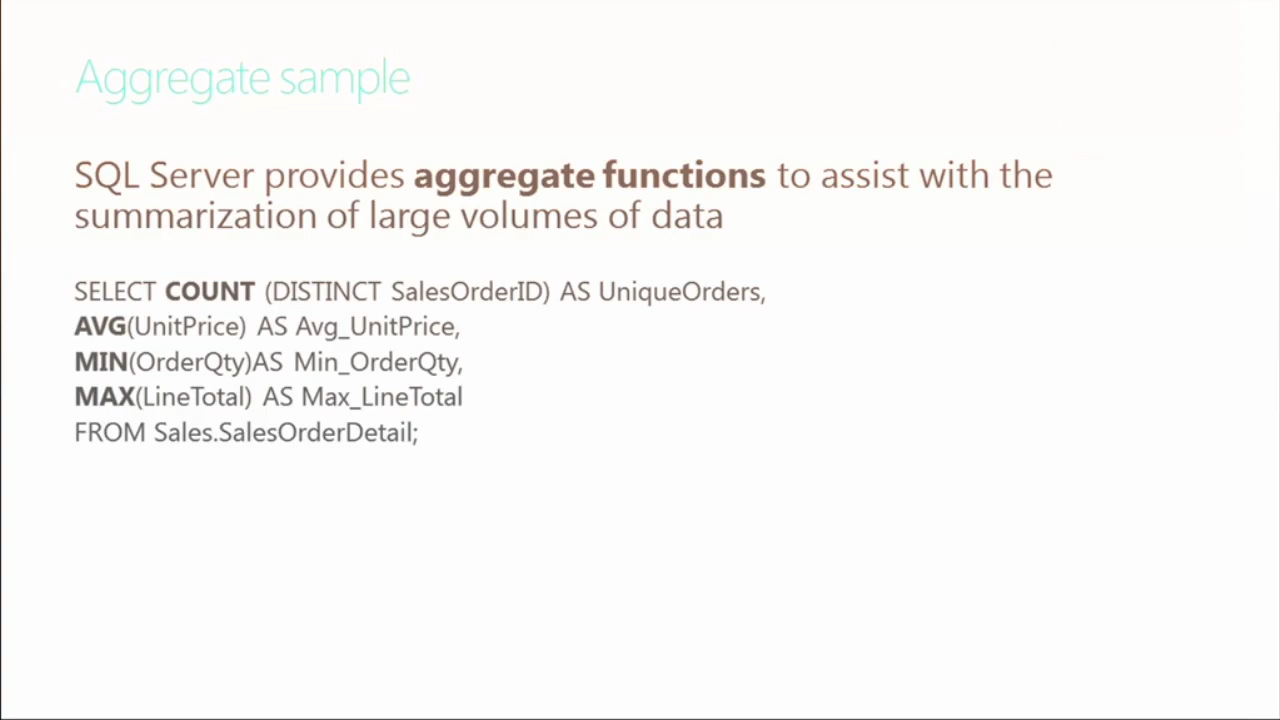 Aggregate sample
SQL Server provides aggregate functions to assist with the
summarization of large volumes of data
SELECT COUNT (DISTINCT SalesOrderID) AS UniqueOrders,
AVG(UnitPrice) AS Avg_UnitPrice,
MIN(OrderQty)AS Min_OrderQty,
MAX(LineTotal) AS Max_LineTotal
FROM Sales.SalesOrderDetail;